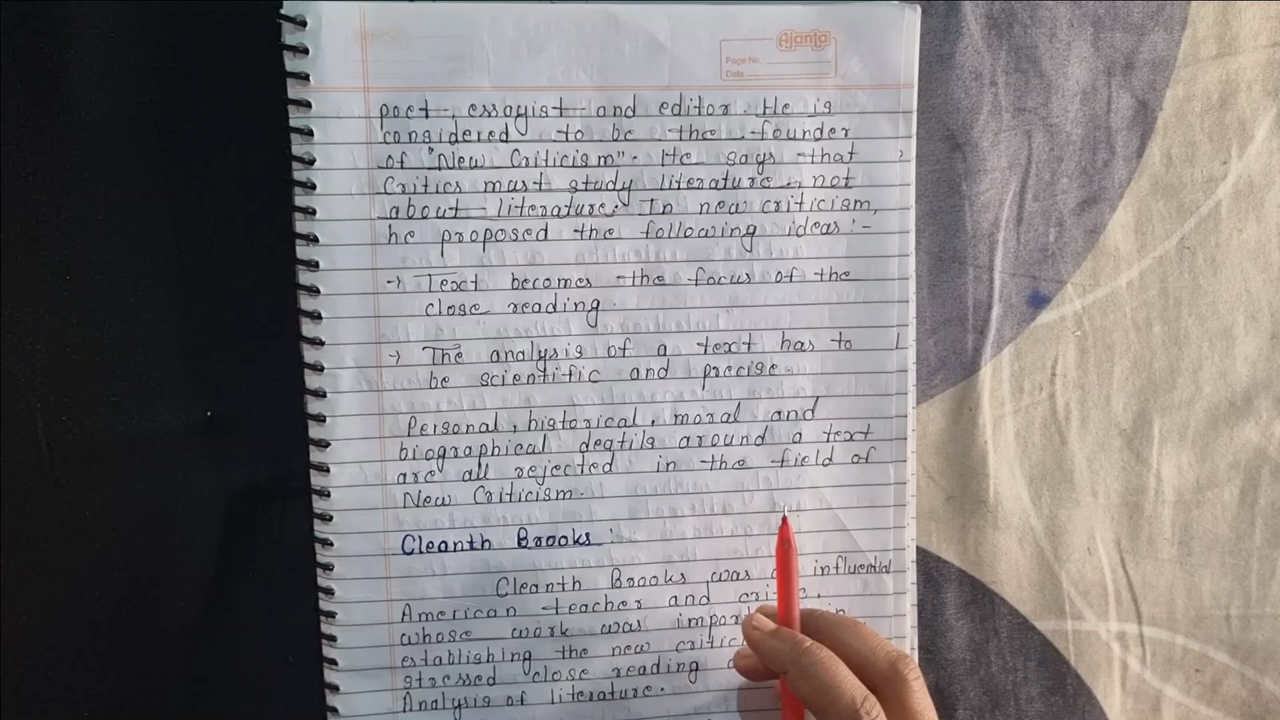 Ajanta
Page No.
Date
poet, essayist and editor. He is
considered to be the founder
of "New Criticism". He says that
Critics must study literature, not
about literature. In new criticism,
he proposed the following ideas :-
→ Text becomes the focus of the
close reading.
→ The analysis of a text has to
be scientific and precise.
Personal, historical, moral and
biographical deatils around a text
are all rejected in the field of
New Criticism.
Cleanth Brooks :
Cleanth Brooks was influential
American teacher and
whose work was in
establishing the new
stressed close reading
Analysis of literature.